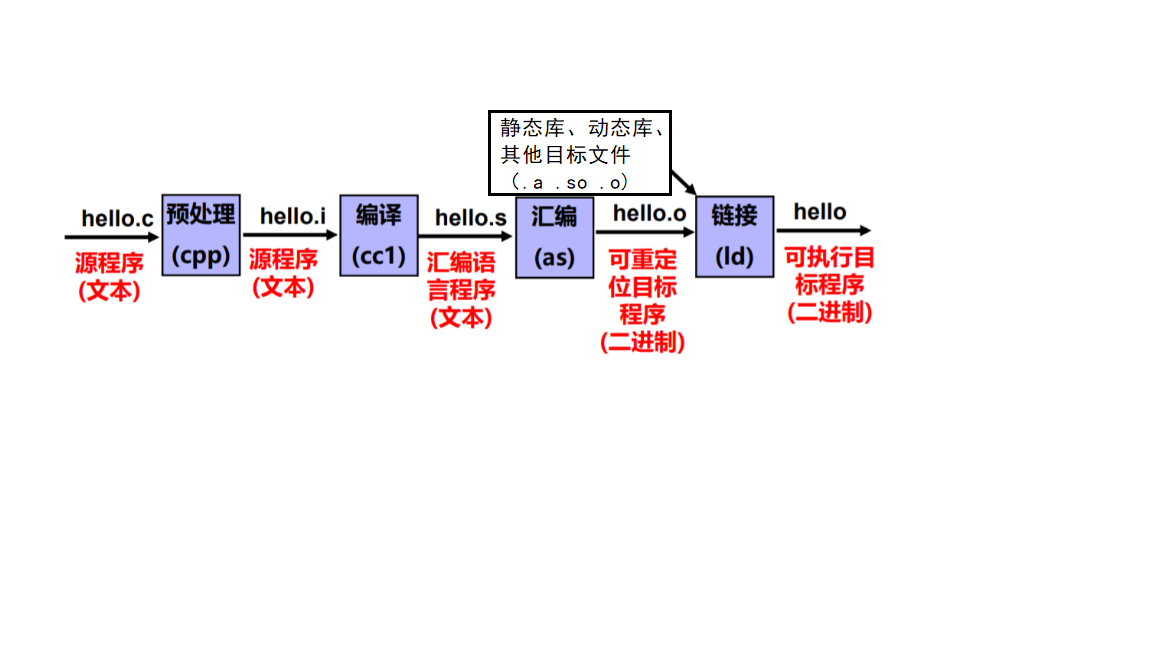 静态库、动态库、
其他目标文件
(.a .so .o)
hello.c
源程序
(文本)
预处理
(cpp)
hello.i
源程序
(文本)
编译
(cc1)
hello.s
汇编语
言程序
(文本)
汇编
(as)
hello.o
可重定
位目标
程序
(二进制)
链接
(ld)
hello
可执行目
标程序
(二进制)